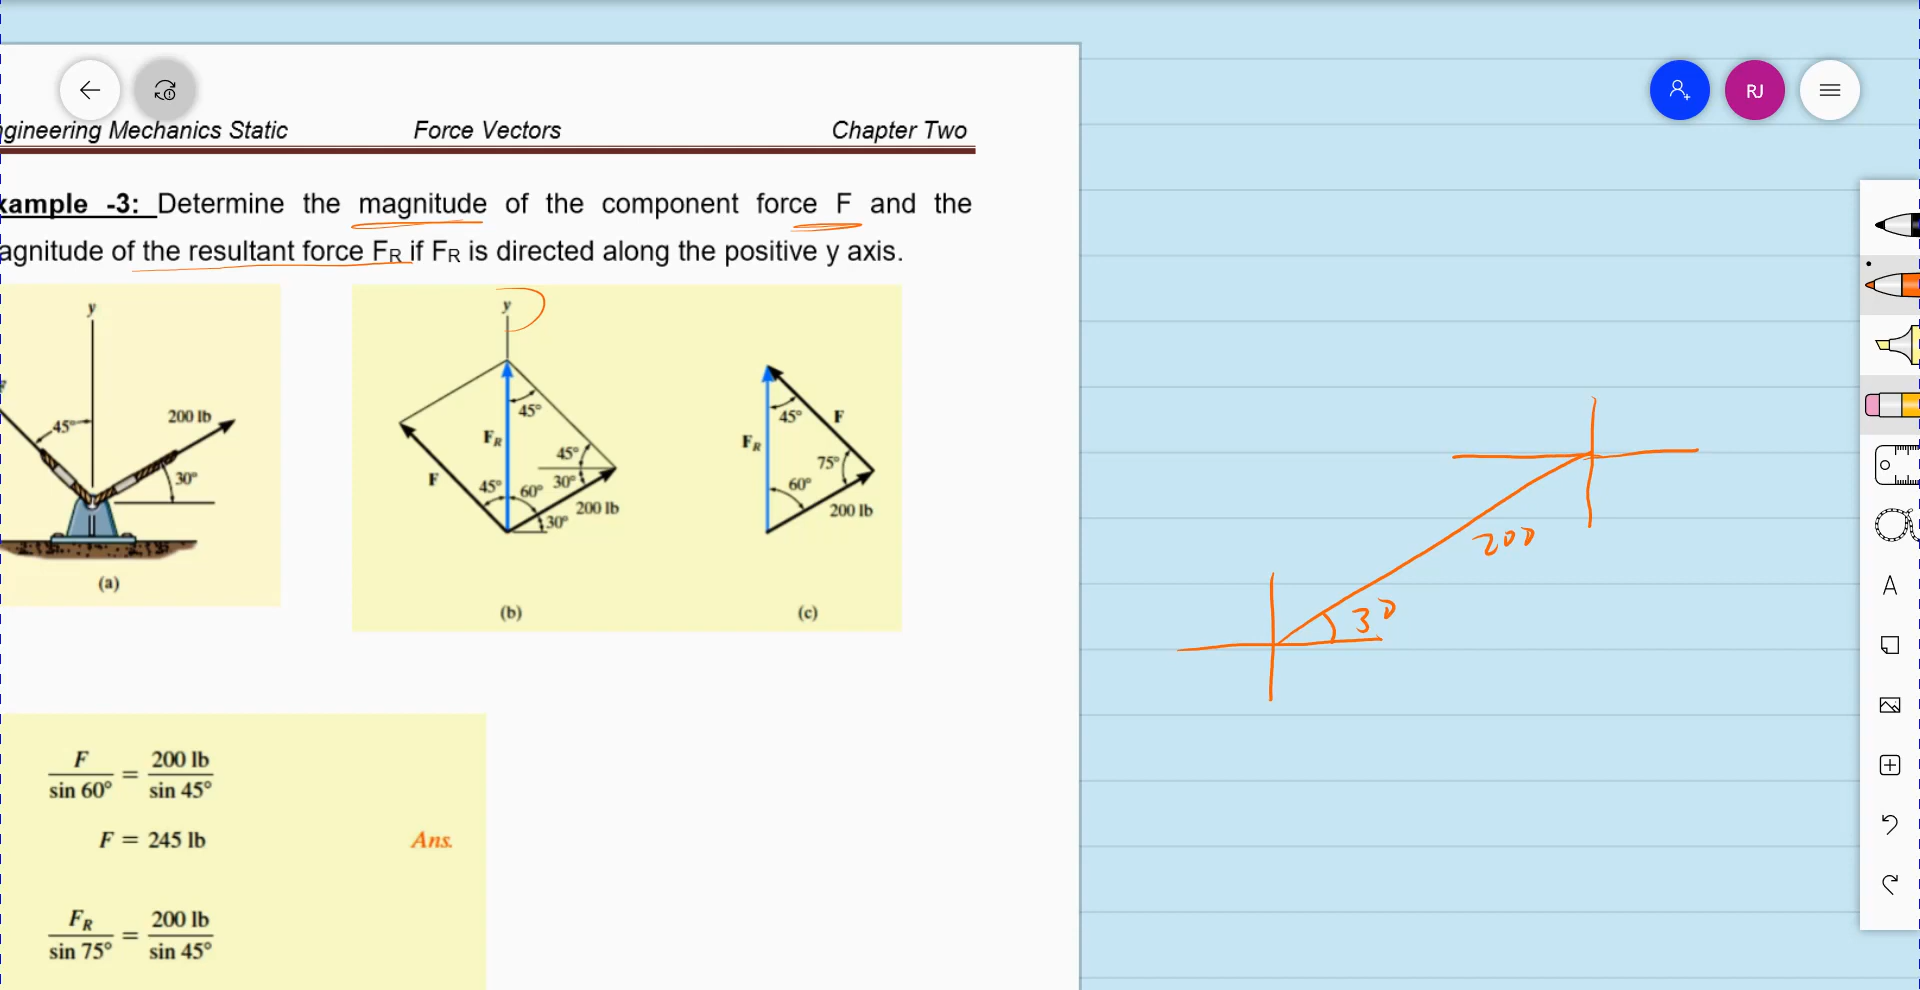 RJ
ngineering Mechanics Static Force Vectors Chapter Two
xample -3: Determine the magnitude of the component force F and the
agnitude of the resultant force FR if FR is directed along the positive y axis.
y
45°
200 lb
30°
(a)
y
45°
FR
45°
F
45° 60° 30°
200 lb
30°
(b)
45° F
FR
75°
60°
200 lb
(c)
200
30
F / sin 60° = 200 lb / sin 45°
F = 245 lb Ans.
FR / sin 75° = 200 lb / sin 45°
A